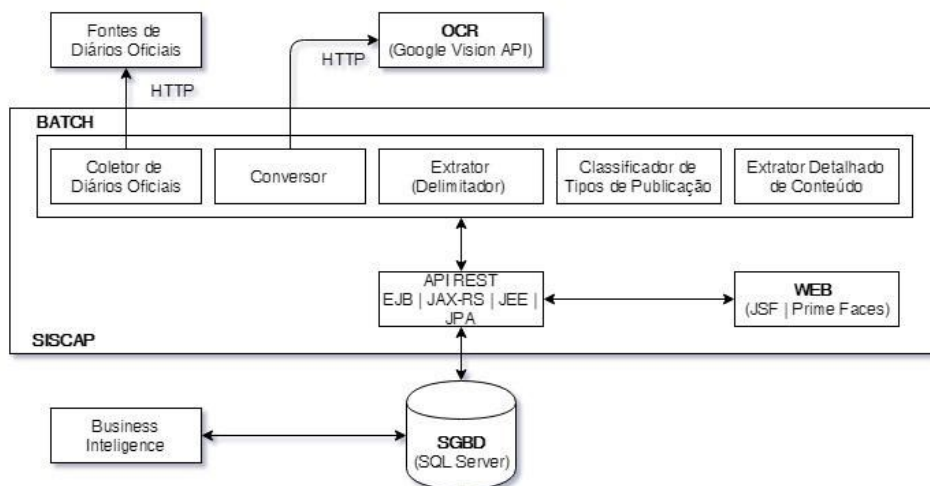 Fontes de
Diários Oficiais
OCR
(Google Vision API)
HTTP
HTTP
BATCH
Coletor de
Diários Oficiais
Conversor
Extrator
(Delimitador)
Classificador de
Tipos de Publicação
Extrator Detalhado
de Conteúdo
API REST
EJB | JAX-RS | JEE |
JPA
WEB
(JSF | Prime Faces)
SISCAP
Business
Inteligence
SGBD
(SQL Server)